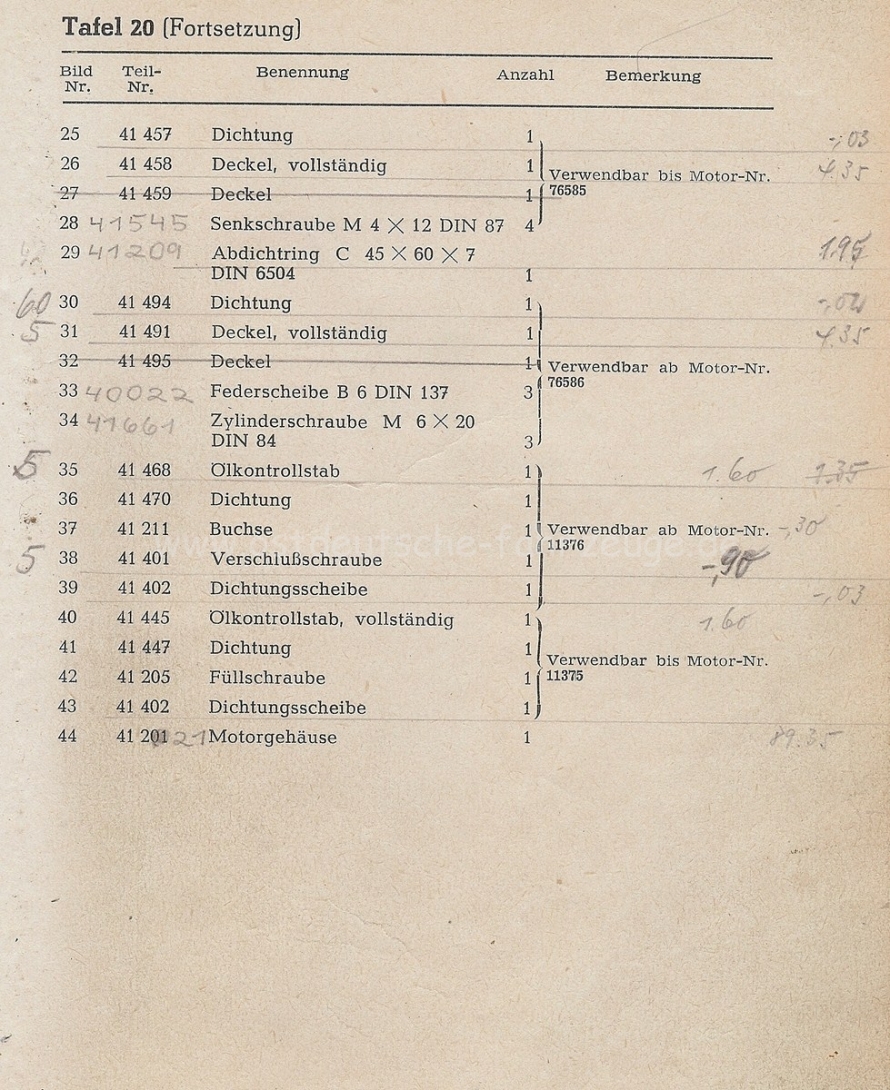 Tafel 20 (Fortsetzung)
Bild Nr. Teil-Nr. Benennung Anzahl Bemerkung
25 41 457 Dichtung 1 -,03
26 41 458 Deckel, vollständig 1 4.35
Verwendbar bis Motor-Nr.
76585
27 41 459 Deckel 1
28 41545 Senkschraube M 4 × 12 DIN 87 4
29 41209 Abdichtring C 45 × 60 × 7 1.95
DIN 6504 1
60 30 41 494 Dichtung 1
5 31 41 491 Deckel, vollständig 1 4.35
32 41 495 Deckel 1
Verwendbar ab Motor-Nr.
76586
33 40022 Federscheibe B 6 DIN 137 3
34 41661 Zylinderschraube M 6 × 20
DIN 84 3
5 35 41 468 Ölkontrollstab 1 1.60 1.35
36 41 470 Dichtung 1
37 41 211 Buchse 1 Verwendbar ab Motor-Nr. -,30
11376
5 38 41 401 Verschlußschraube 1 -,90
39 41 402 Dichtungsscheibe 1 -,03
40 41 445 Ölkontrollstab, vollständig 1 1.60
41 41 447 Dichtung 1
Verwendbar bis Motor-Nr.
11375
42 41 205 Füllschraube 1
43 41 402 Dichtungsscheibe 1
44 41 201 021 Motorgehäuse 1 89.35